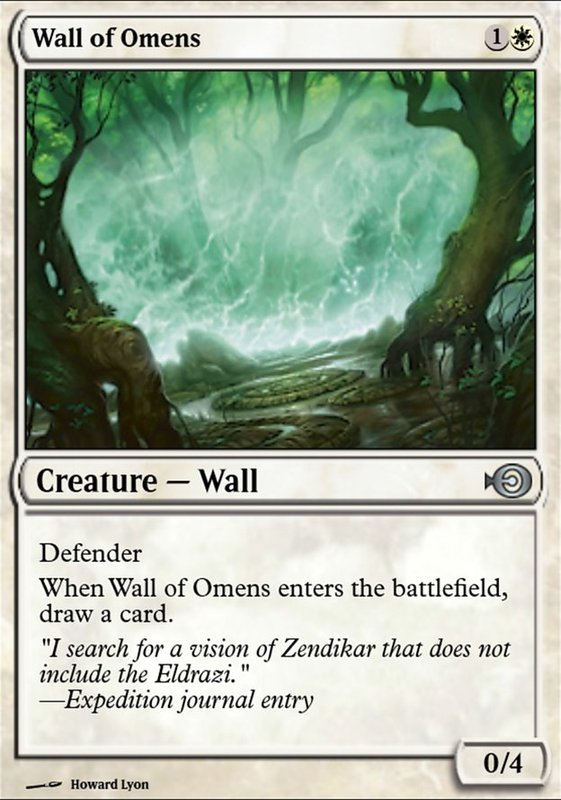 Wall of Omens 1
Creature — Wall
Defender
When Wall of Omens enters the battlefield,
draw a card.
"I search for a vision of Zendikar that does not
include the Eldrazi."
—Expedition journal entry
0/4
Howard Lyon